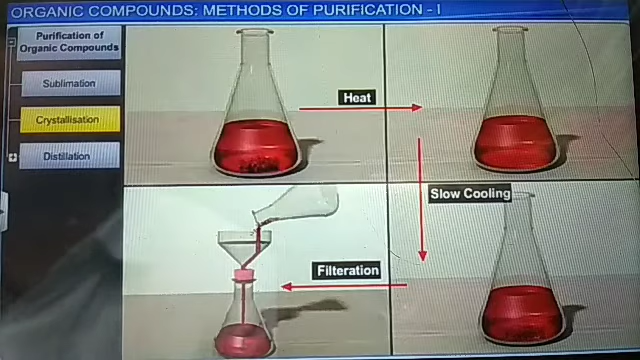 ORGANIC COMPOUNDS: METHODS OF PURIFICATION - I
Purification of
Organic Compounds
Sublimation
Crystallisation
Distillation
Heat
Slow Cooling
Filteration